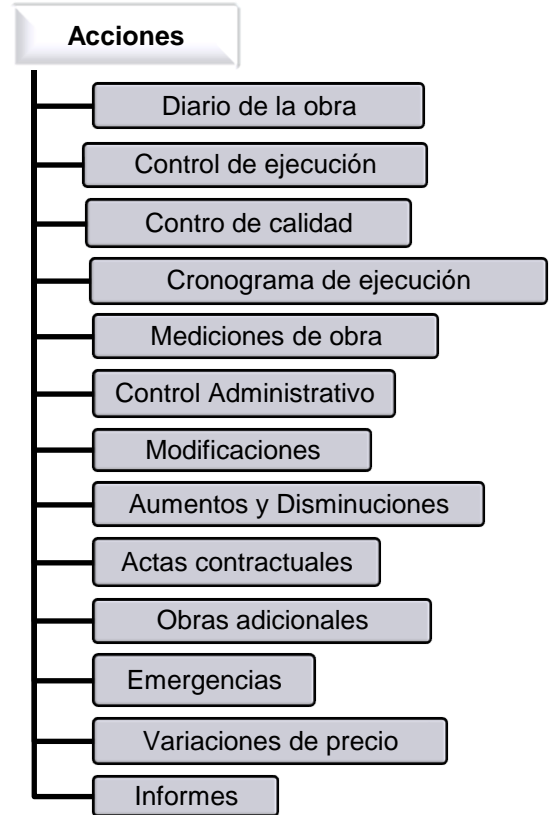 Acciones
Diario de la obra
Control de ejecución
Contro de calidad
Cronograma de ejecución
Mediciones de obra
Control Administrativo
Modificaciones
Aumentos y Disminuciones
Actas contractuales
Obras adicionales
Emergencias
Variaciones de precio
Informes